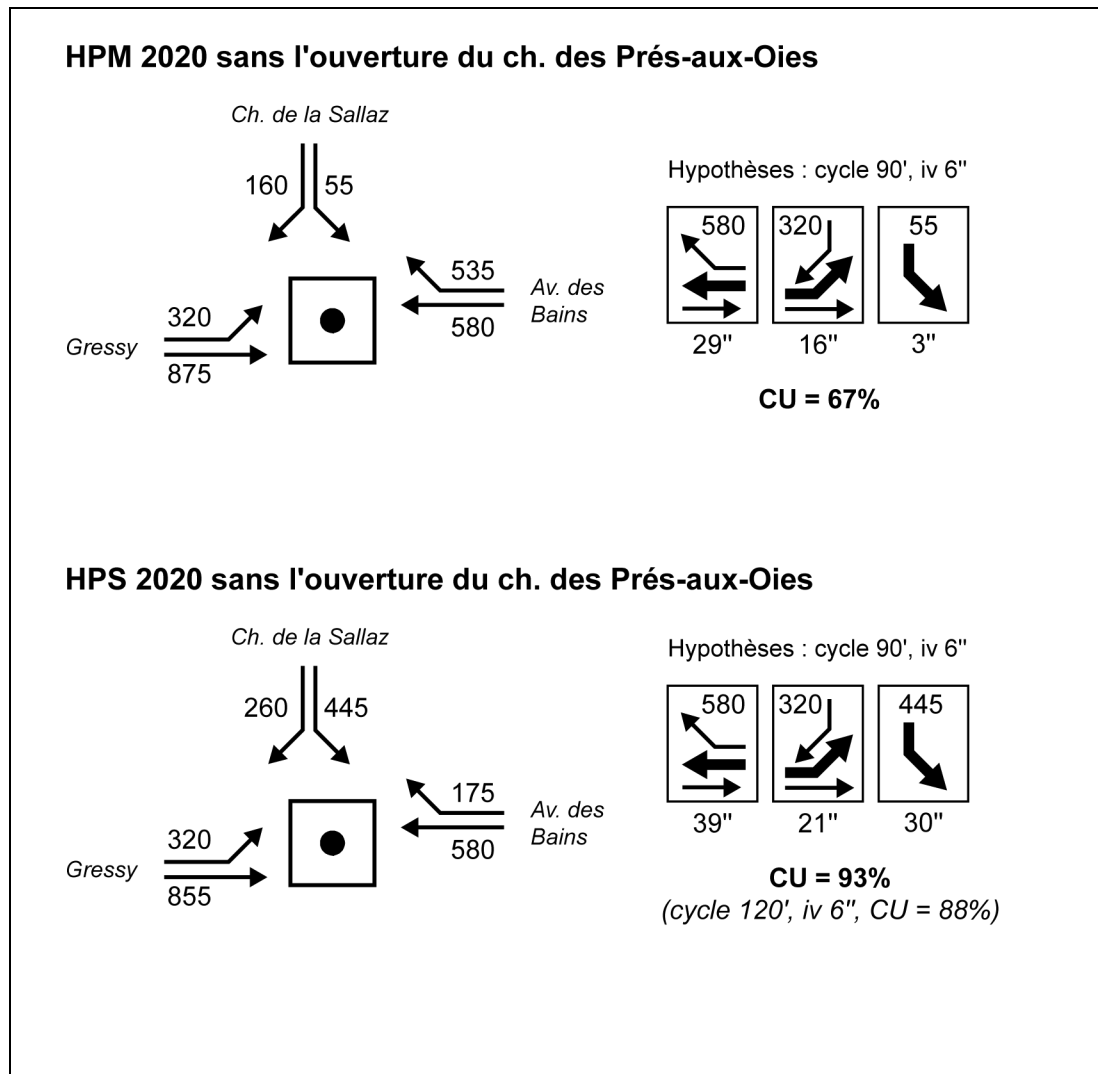 HPM 2020 sans l'ouverture du ch. des Prés-aux-Oies
Ch. de la Sallaz
160 55
Hypothèses : cycle 90', iv 6"
580 320 55
535
Av. des
Bains
580
320
Gressy
875
29" 16" 3"
CU = 67%
HPS 2020 sans l'ouverture du ch. des Prés-aux-Oies
Ch. de la Sallaz
260 445
Hypothèses : cycle 90', iv 6"
580 320 445
175
Av. des
Bains
580
320
Gressy
855
39" 21" 30"
CU = 93%
(cycle 120', iv 6", CU = 88%)